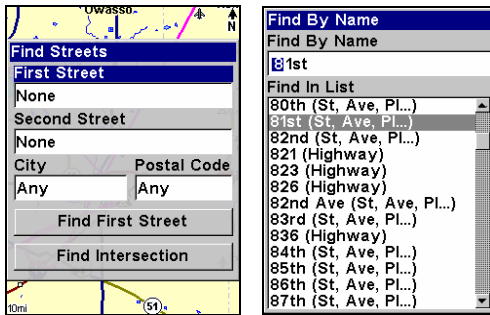 Owasso
N
Find Streets
First Street
None
Second Street
None
City Postal Code
Any Any
Find First Street
Find Intersection
10mi
51
Find By Name
Find By Name
81st
Find In List
80th (St, Ave, Pl...)
81st (St, Ave, Pl...)
82nd (St, Ave, Pl...)
821 (Highway)
823 (Highway)
826 (Highway)
82nd Ave (St, Ave, Pl...)
83rd (St, Ave, Pl...)
836 (Highway)
84th (St, Ave, Pl...)
85th (St, Ave, Pl...)
86th (St, Ave, Pl...)
87th (St, Ave, Pl...)